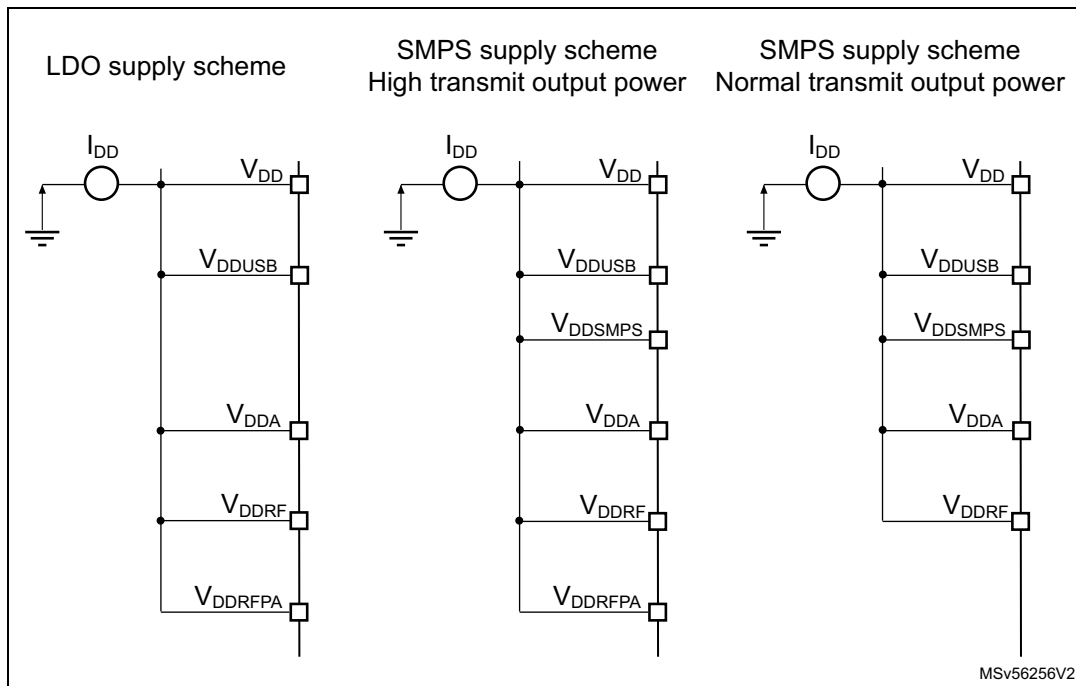 LDO supply scheme
SMPS supply scheme
High transmit output power
SMPS supply scheme
Normal transmit output power
IDD
VDD
VDDUSB
VDDA
VDDRF
VDDRFPA
IDD
VDD
VDDUSB
VDDSMPS
VDDA
VDDRF
VDDRFPA
IDD
VDD
VDDUSB
VDDSMPS
VDDA
VDDRF
MSv56256V2